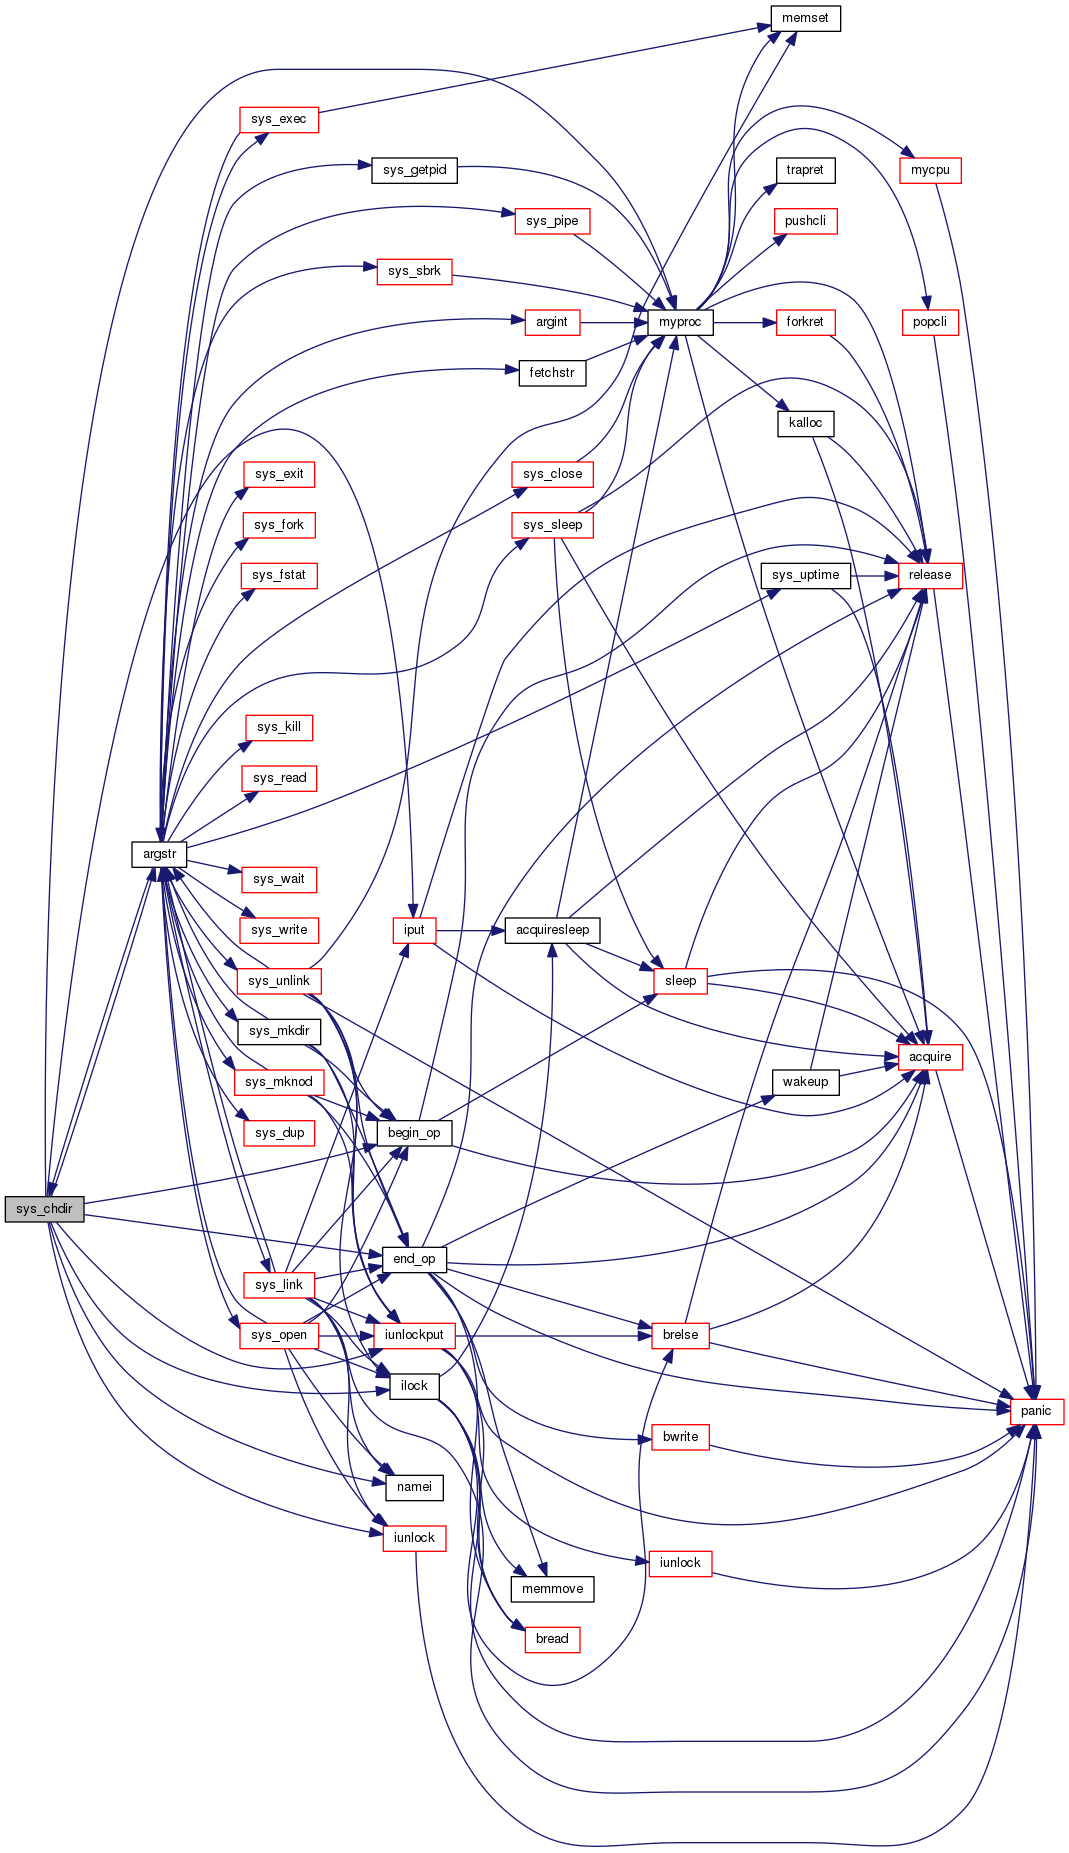 memset
sys_exec
sys_getpid
trapret
mycpu
sys_pipe
pushcli
sys_sbrk
argint
myproc
forkret
popcli
fetchstr
kalloc
sys_exit
sys_close
sys_fork
sys_sleep
sys_fstat
sys_uptime
release
sys_kill
sys_read
argstr
sys_wait
sys_write
iput
acquiresleep
sys_unlink
sleep
sys_mkdir
acquire
sys_mknod
wakeup
sys_dup
begin_op
sys_chdir
end_op
sys_link
sys_open
iunlockput
brelse
ilock
panic
bwrite
namei
iunlock
iunlock
memmove
bread